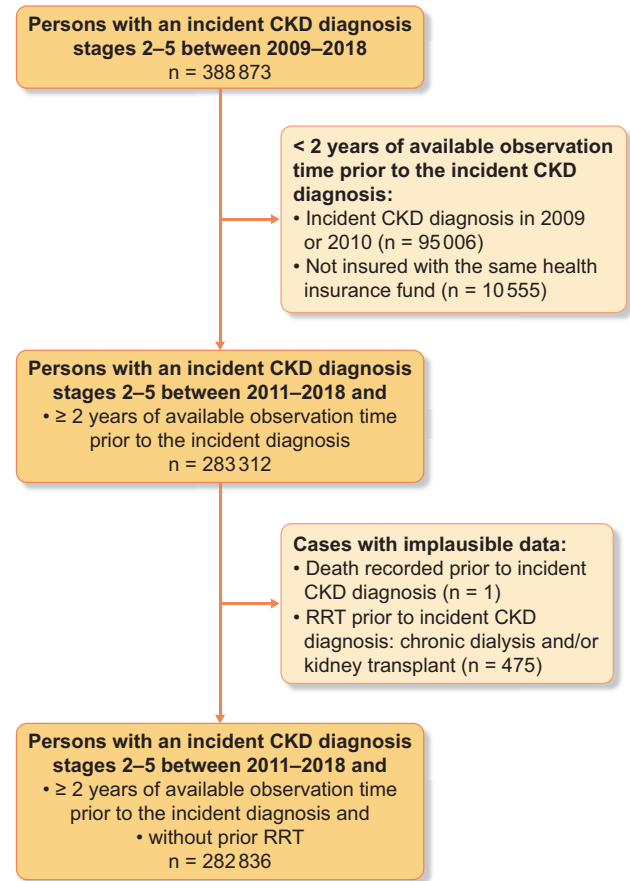 Persons with an incident CKD diagnosis
stages 2–5 between 2009–2018
n = 388 873
< 2 years of available observation
time prior to the incident CKD
diagnosis:
• Incident CKD diagnosis in 2009
or 2010 (n = 95 006)
• Not insured with the same health
insurance fund (n = 10 555)
Persons with an incident CKD diagnosis
stages 2–5 between 2011–2018 and
• ≥ 2 years of available observation time
prior to the incident diagnosis
n = 283 312
Cases with implausible data:
• Death recorded prior to incident
CKD diagnosis (n = 1)
• RRT prior to incident CKD
diagnosis: chronic dialysis and/or
kidney transplant (n = 475)
Persons with an incident CKD diagnosis
stages 2–5 between 2011–2018 and
• ≥ 2 years of available observation time
prior to the incident diagnosis and
• without prior RRT
n = 282 836